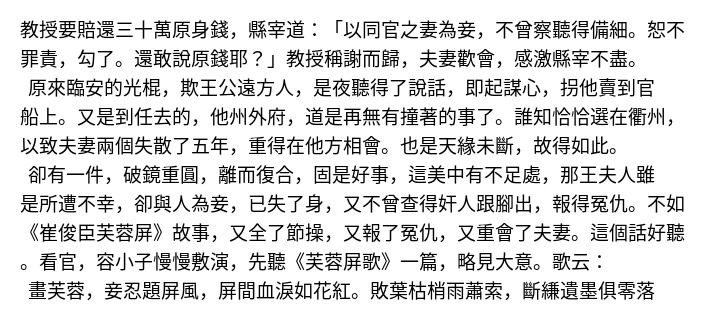 教授要賠還三十萬原身錢，縣宰道：「以同官之妻為妾，不曾察聽得備細。恕不
罪責，勾了。還敢說原錢耶？」教授稱謝而歸，夫妻歡會，感激縣宰不盡。
原來臨安的光棍，欺王公遠方人，是夜聽得了說話，即起謀心，拐他賣到官
船上。又是到任去的，他州外府，道是再無有撞著的事了。誰知恰恰選在衢州，
以致夫妻兩個失散了五年，重得在他方相會。也是天緣未斷，故得如此。
卻有一件，破鏡重圓，離而復合，固是好事，這美中有不足處，那王夫人雖
是所遭不幸，卻與人為妾，已失了身，又不曾查得奸人跟腳出，報得冤仇。不如
《崔俊臣芙蓉屏》故事，又全了節操，又報了冤仇，又重會了夫妻。這個話好聽
。看官，容小子慢慢敷演，先聽《芙蓉屏歌》一篇，略見大意。歌云：
畫芙蓉，妾忍題屏風，屏間血淚如花紅。敗葉枯梢雨蕭索，斷縑遺墨俱零落